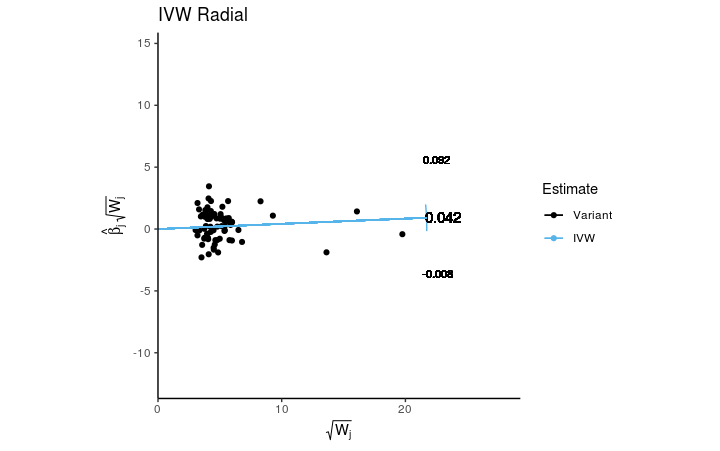 IVW Radial
15
10
5
0
-5
-10
β̂ⱼ√Wⱼ
0.092
0.042
-0.008
0
10
20
√Wⱼ
Estimate
Variant
IVW